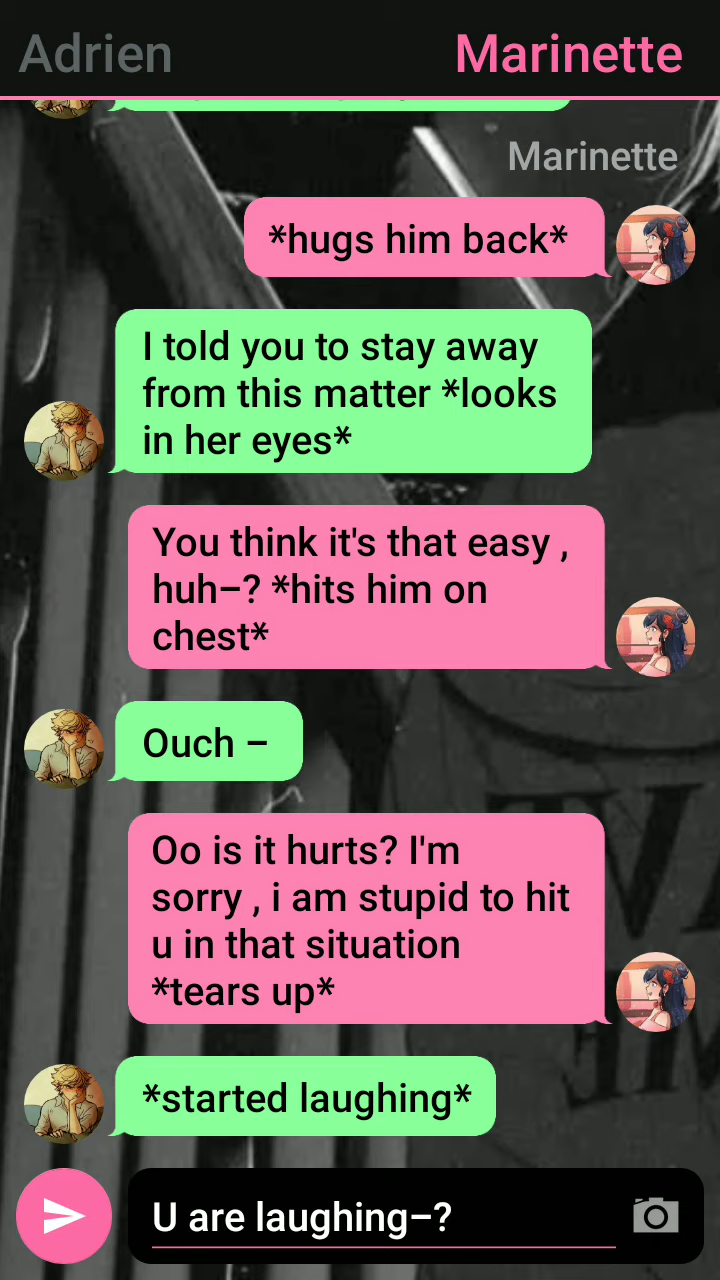 Adrien Marinette
Marinette
*hugs him back*
I told you to stay away
from this matter *looks
in her eyes*
You think it's that easy ,
huh–? *hits him on
chest*
Ouch –
Oo is it hurts? I'm
sorry , i am stupid to hit
u in that situation
*tears up*
*started laughing*
U are laughing–?